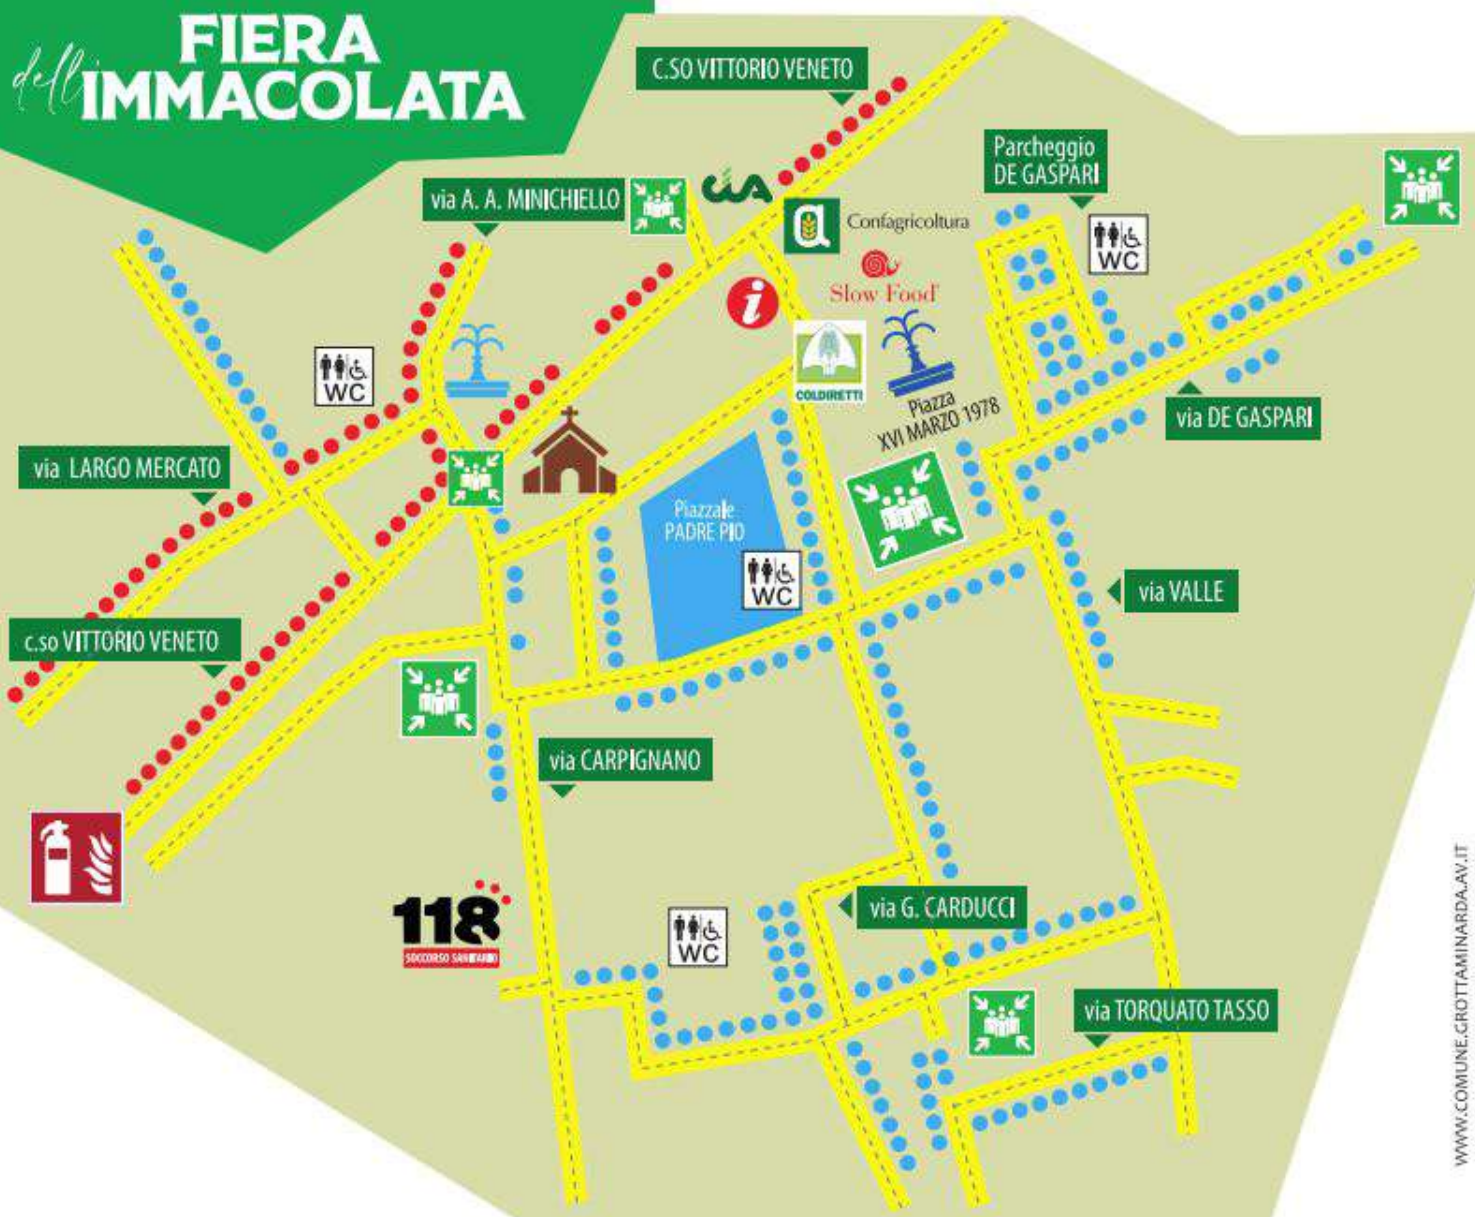 FIERA
dell'IMMACOLATA
C.SO VITTORIO VENETO
Parcheggio
DE GASPARI
via A. A. MINICHIELLO
CIA
a
Confagricoltura
WC
Slow Food®
i
WC
COLDIRETTI
Piazza
XVI MARZO 1978
via DE GASPARI
via LARGO MERCATO
Piazzale
PADRE PIO
WC
via VALLE
c.so VITTORIO VENETO
via CARPIGNANO
118
SOCCORSO SANITARIO
WC
via G. CARDUCCI
via TORQUATO TASSO
WWW.COMUNE.GROTTAMINARDA.AV.IT